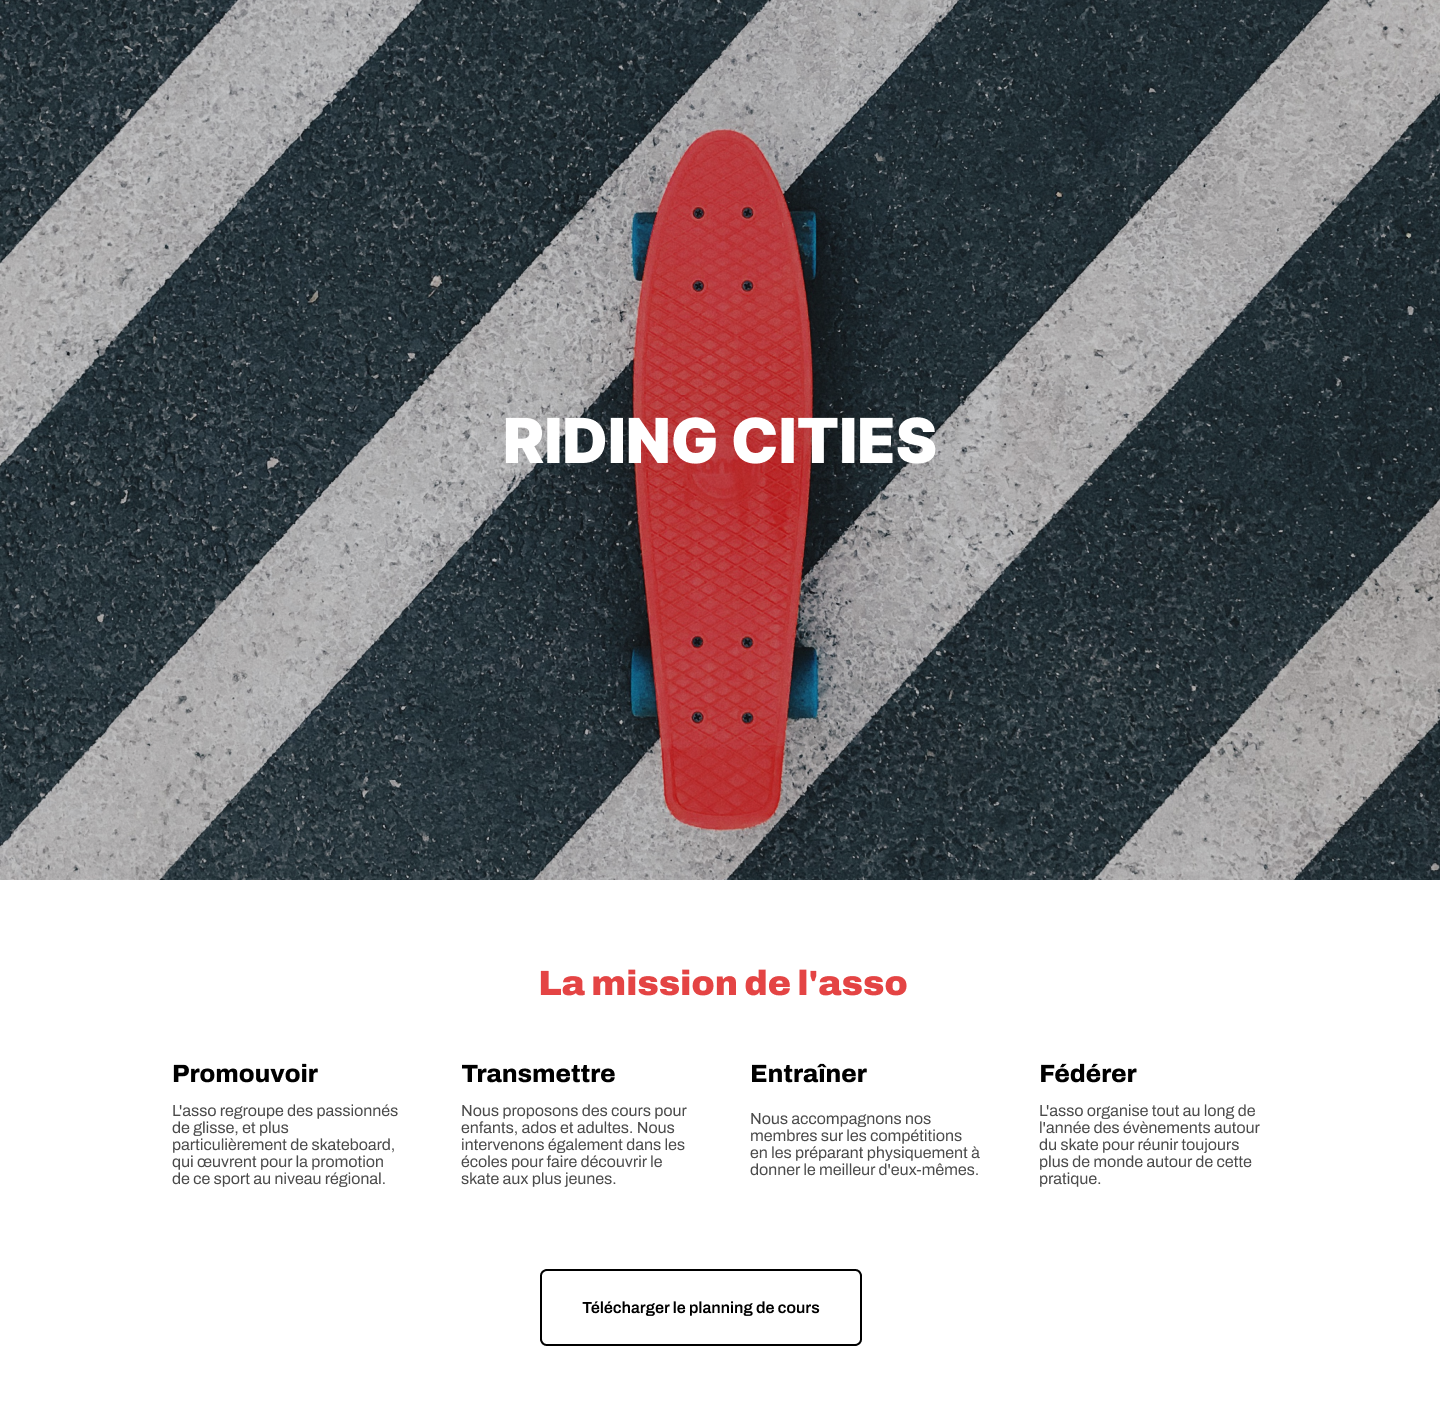 RIDING CITIES
La mission de l'asso
Promouvoir
L'asso regroupe des passionnés
de glisse, et plus
particulièrement de skateboard,
qui œuvrent pour la promotion
de ce sport au niveau régional.
Transmettre
Nous proposons des cours pour
enfants, ados et adultes. Nous
intervenons également dans les
écoles pour faire découvrir le
skate aux plus jeunes.
Entraîner
Nous accompagnons nos
membres sur les compétitions
en les préparant physiquement à
donner le meilleur d'eux-mêmes.
Fédérer
L'asso organise tout au long de
l'année des évènements autour
du skate pour réunir toujours
plus de monde autour de cette
pratique.
Télécharger le planning de cours